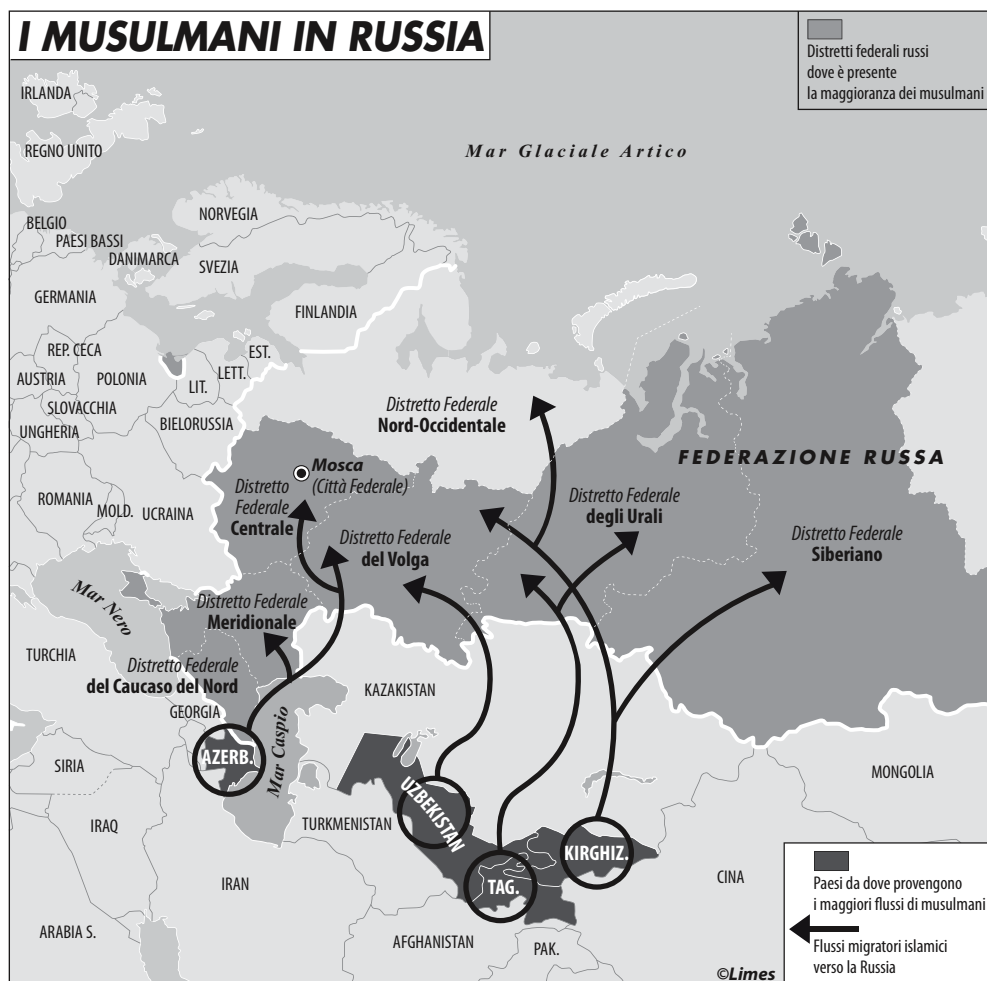 I MUSULMANI IN RUSSIA
Distretti federali russi
dove è presente
la maggioranza dei musulmani
IRLANDA
REGNO UNITO
Mar Glaciale Artico
NORVEGIA
BELGIO
PAESI BASSI
DANIMARCA
SVEZIA
GERMANIA
FINLANDIA
REP. CECA
EST.
LETT.
LIT.
AUSTRIA
POLONIA
SLOVACCHIA
UNGHERIA
BIELORUSSIA
Distretto Federale
Nord-Occidentale
FEDERAZIONE RUSSA
Mosca
(Città Federale)
Distretto
Federale
Centrale
ROMANIA
MOLD.
UCRAINA
Distretto Federale
degli Urali
Distretto Federale
del Volga
Distretto Federale
Siberiano
Mar Nero
Distretto Federale
Meridionale
TURCHIA
Distretto Federale
del Caucaso del Nord
KAZAKISTAN
GEORGIA
AZERB.
Mar Caspio
SIRIA
MONGOLIA
UZBEKISTAN
IRAQ
TURKMENISTAN
KIRGHIZ.
TAG.
IRAN
CINA
ARABIA S.
AFGHANISTAN
PAK.
Paesi da dove provengono
i maggiori flussi di musulmani
Flussi migratori islamici
verso la Russia
©Limes